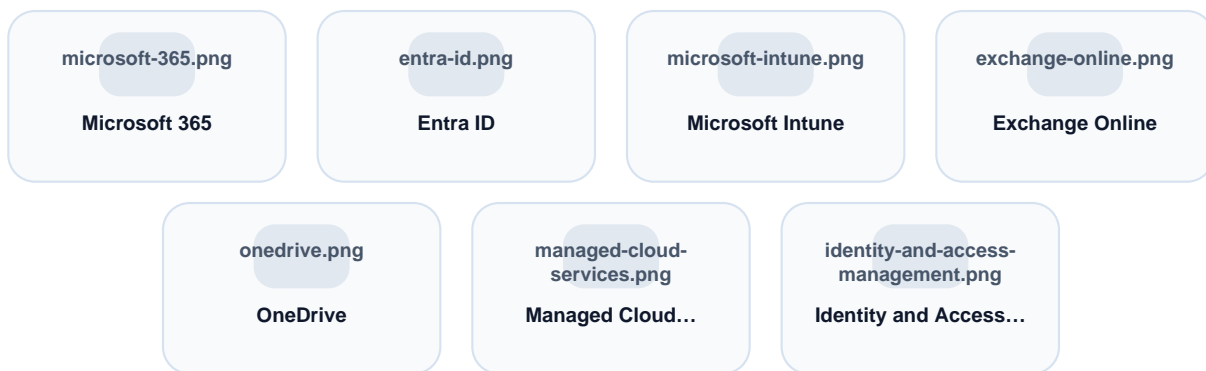 microsoft-365.png
Microsoft 365
entra-id.png
Entra ID
microsoft-intune.png
Microsoft Intune
exchange-online.png
Exchange Online
onedrive.png
OneDrive
managed-cloud-
services.png
Managed Cloud…
identity-and-access-
management.png
Identity and Access…